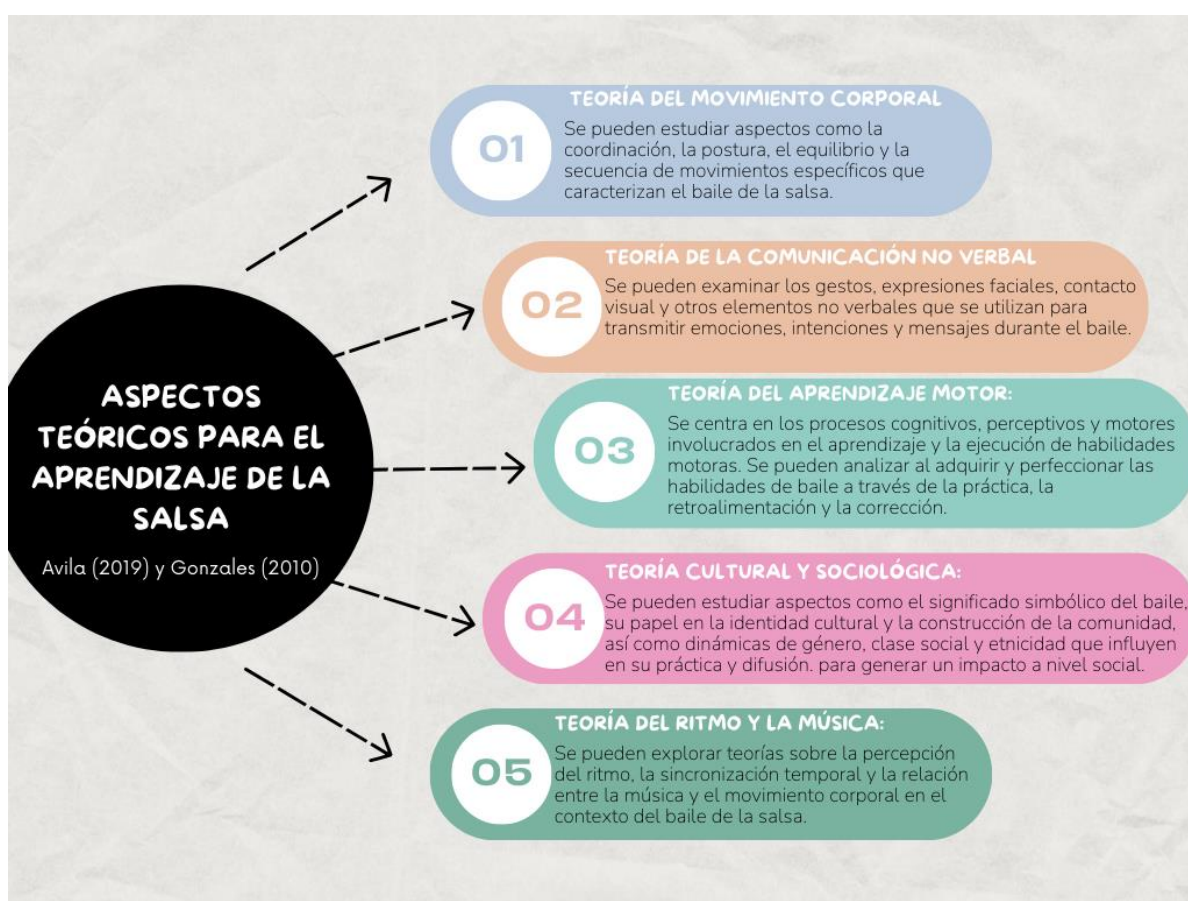 ASPECTOS
TEÓRICOS PARA EL
APRENDIZAJE DE LA
SALSA
Avila (2019) y Gonzales (2010)
01
TEORÍA DEL MOVIMIENTO CORPORAL
Se pueden estudiar aspectos como la
coordinación, la postura, el equilibrio y la
secuencia de movimientos específicos que
caracterizan el baile de la salsa.
02
TEORÍA DE LA COMUNICACIÓN NO VERBAL
Se pueden examinar los gestos, expresiones faciales, contacto
visual y otros elementos no verbales que se utilizan para
transmitir emociones, intenciones y mensajes durante el baile.
03
TEORÍA DEL APRENDIZAJE MOTOR:
Se centra en los procesos cognitivos, perceptivos y motores
involucrados en el aprendizaje y la ejecución de habilidades
motoras. Se pueden analizar al adquirir y perfeccionar las
habilidades de baile a través de la práctica, la
retroalimentación y la corrección.
04
TEORÍA CULTURAL Y SOCIOLÓGICA:
Se pueden estudiar aspectos como el significado simbólico del baile,
su papel en la identidad cultural y la construcción de la comunidad,
así como dinámicas de género, clase social y etnicidad que influyen
en su práctica y difusión. para generar un impacto a nivel social.
05
TEORÍA DEL RITMO Y LA MÚSICA:
Se pueden explorar teorías sobre la percepción
del ritmo, la sincronización temporal y la relación
entre la música y el movimiento corporal en el
contexto del baile de la salsa.